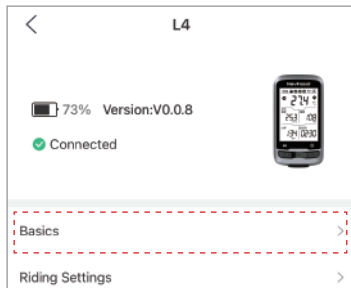 L4
73% Version:V0.0.8
Connected
Basics
Riding Settings